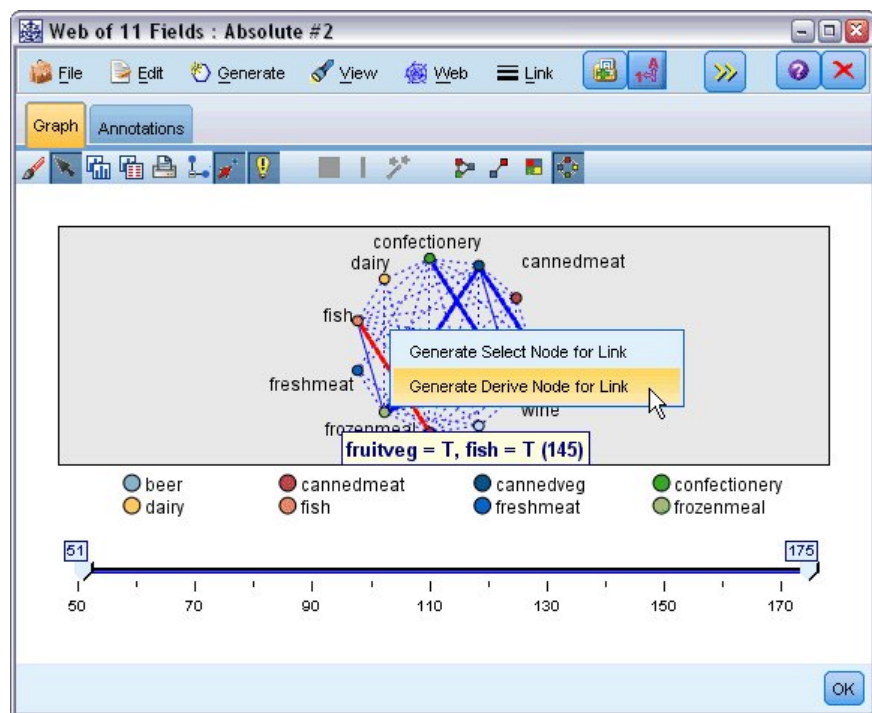 Web of 11 Fields : Absolute #2
File Edit Generate View Web Link
Graph Annotations
confectionery
dairy cannedmeat
fish
Generate Select Node for Link
freshmeat Generate Derive Node for Link
wine
frozenmeal
fruitveg = T, fish = T (145)
beer cannedmeat cannedveg confectionery
dairy fish freshmeat frozenmeal
51 175
50 70 90 110 130 150 170
OK